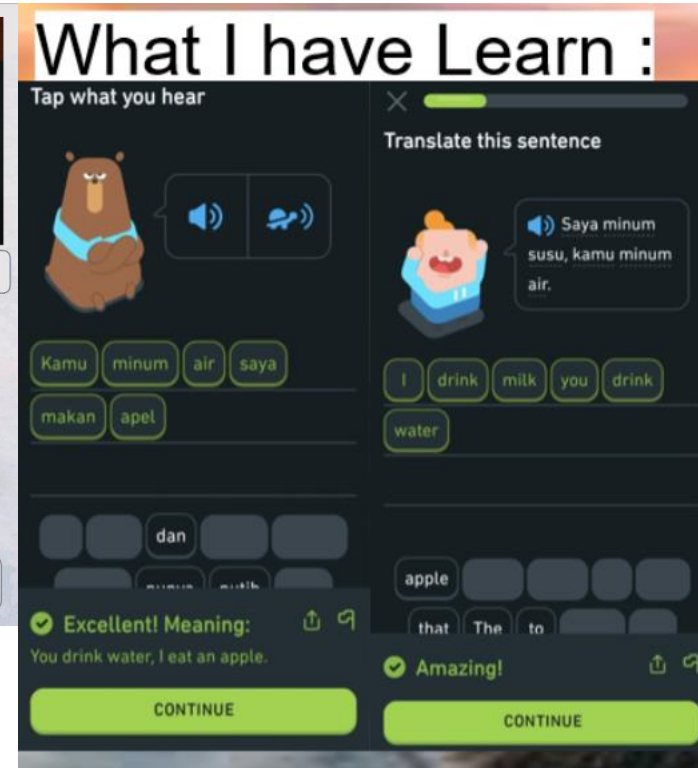 What I have Learn :
Tap what you hear
Kamu minum air saya
makan apel
dan
punya putih
Excellent! Meaning:
You drink water, I eat an apple.
CONTINUE
Translate this sentence
Saya minum
susu, kamu minum
air.
I drink milk you drink
water
apple
that The to
Amazing!
CONTINUE